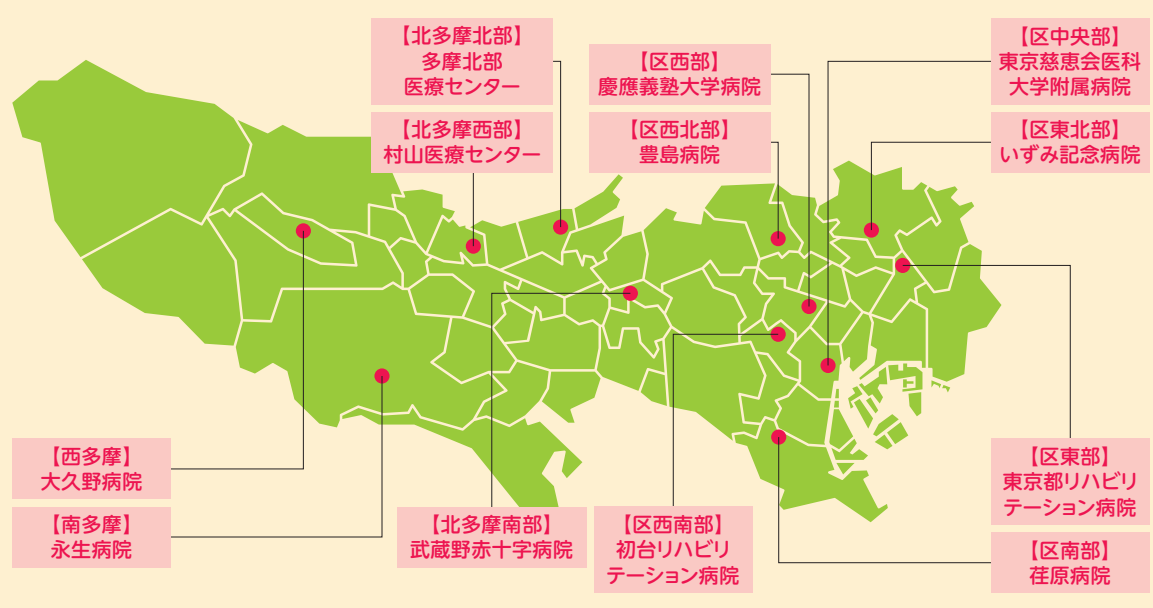 【北多摩北部】
多摩北部
医療センター
【北多摩西部】
村山医療センター
【区西部】
慶應義塾大学病院
【区西北部】
豊島病院
【区中央部】
東京慈恵会医科
大学附属病院
【区東北部】
いずみ記念病院
【西多摩】
大久野病院
【南多摩】
永生病院
【北多摩南部】
武蔵野赤十字病院
【区西南部】
初台リハビリ
テーション病院
【区東部】
東京都リハビリ
テーション病院
【区南部】
荏原病院